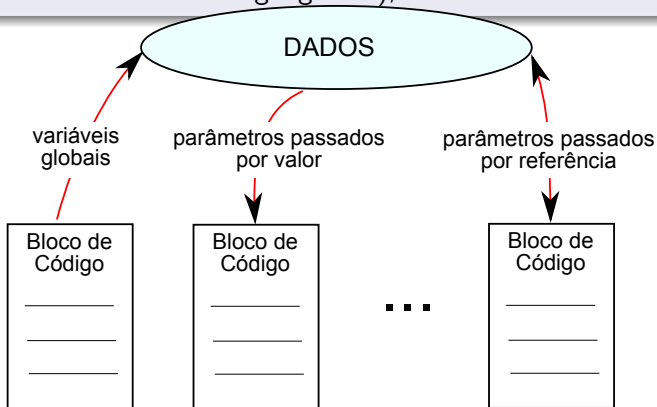 DADOS
variáveis
globais
parâmetros passados
por valor
parâmetros passados
por referência
Bloco de
Código
Bloco de
Código
...
Bloco de
Código